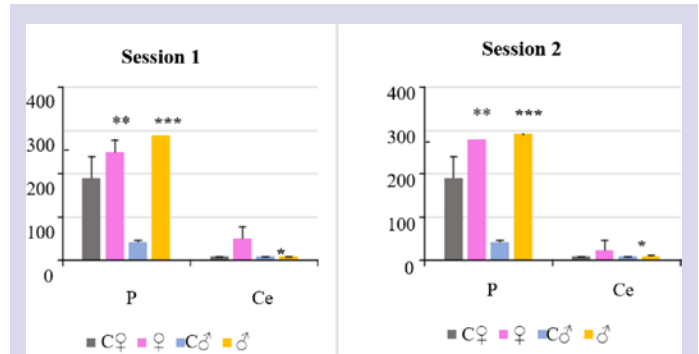 Session 1
400
300
200
100
0
** ***
*
P Ce
C♀ ♀ C♂ ♂
Session 2
400
300
200
100
0
** ***
*
P Ce
C♀ ♀ C♂ ♂